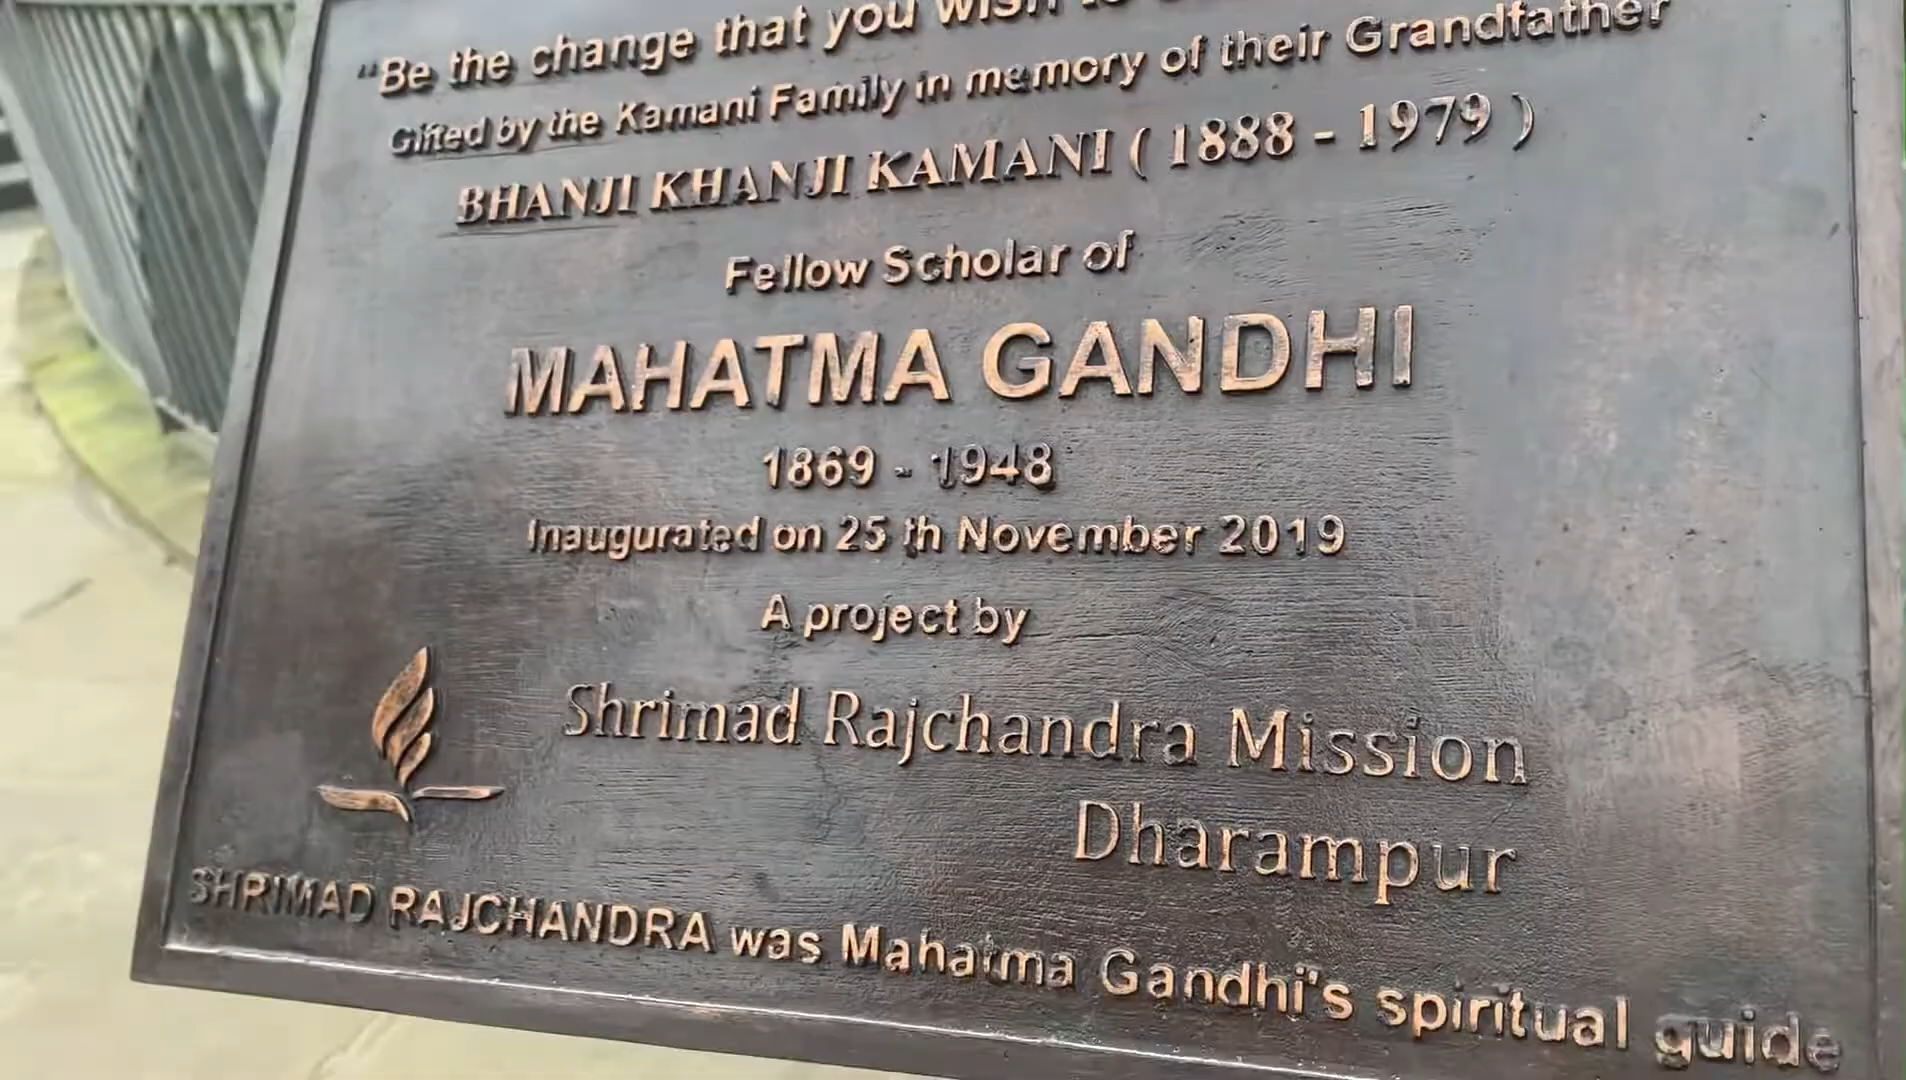 "Be the change that you wish to
Gifted by the Kamani Family in memory of their Grandfather
BHANJI KHANJI KAMANI ( 1888 - 1979 )
Fellow Scholar of
MAHATMA GANDHI
1869 - 1948
Inaugurated on 25 th November 2019
A project by
Shrimad Rajchandra Mission
Dharampur
SHRIMAD RAJCHANDRA was Mahatma Gandhi's spiritual guide